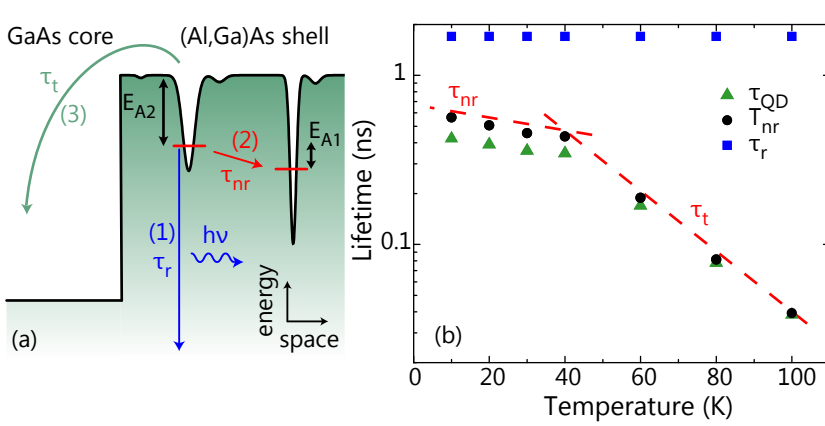 GaAs core
(Al,Ga)As shell
τt
(3)
EA2
(2)
EA1
τnr
(1)
hν
τr
energy
space
(a)
Lifetime (ns)
1
0.1
τnr
τQD
Tnr
τr
τt
(b)
0
20
40
60
80
100
Temperature (K)